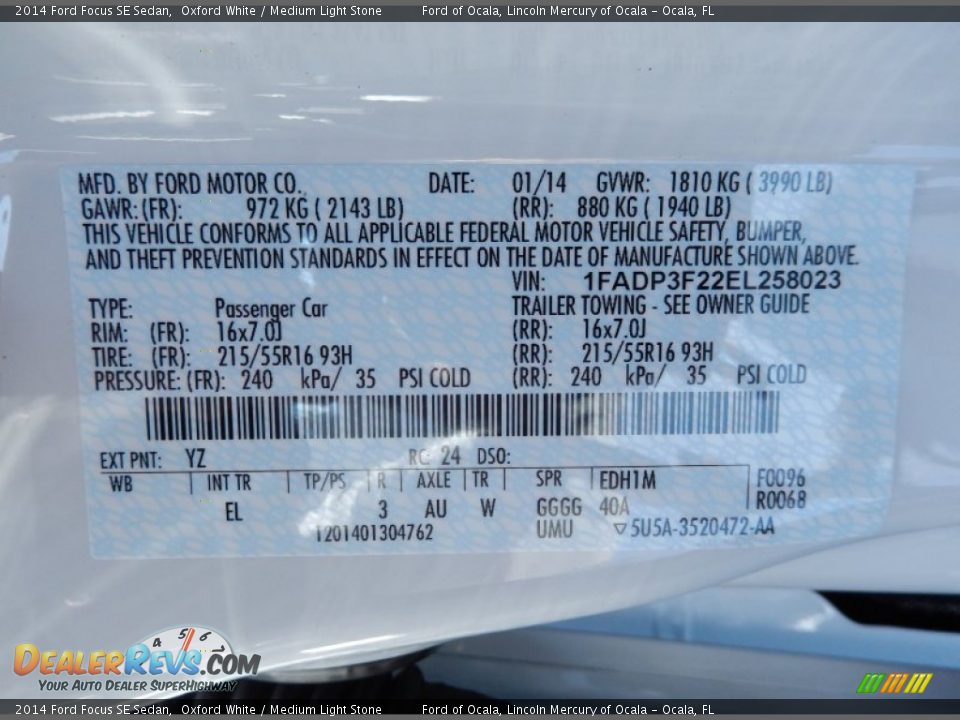 2014 Ford Focus SE Sedan, Oxford White / Medium Light Stone Ford of Ocala, Lincoln Mercury of Ocala - Ocala, FL
MFD. BY FORD MOTOR CO. DATE: 01/14 GVWR: 1810 KG ( 3990 LB)
GAWR:(FR): 972 KG ( 2143 LB) (RR): 880 KG ( 1940 LB)
THIS VEHICLE CONFORMS TO ALL APPLICABLE FEDERAL MOTOR VEHICLE SAFETY, BUMPER,
AND THEFT PREVENTION STANDARDS IN EFFECT ON THE DATE OF MANUFACTURE SHOWN ABOVE.
VIN: 1FADP3F22EL258023
TYPE: Passenger Car TRAILER TOWING - SEE OWNER GUIDE
RIM: (FR): 16x7.0J (RR): 16x7.0J
TIRE: (FR): 215/55R16 93H (RR): 215/55R16 93H
PRESSURE: (FR): 240 kPa/ 35 PSI COLD (RR): 240 kPa/ 35 PSI COLD
EXT PNT: YZ RC: 24 DSO:
WB INT TR TP/PS R AXLE TR SPR EDH1M F0096
EL 3 AU W GGGG 40A R0068
1201401304762 UMU ▽5U5A-3520472-AA
4 5 6
DEALERREVS.COM
YOUR AUTO DEALER SUPERHIGHWAY
2014 Ford Focus SE Sedan, Oxford White / Medium Light Stone Ford of Ocala, Lincoln Mercury of Ocala - Ocala, FL